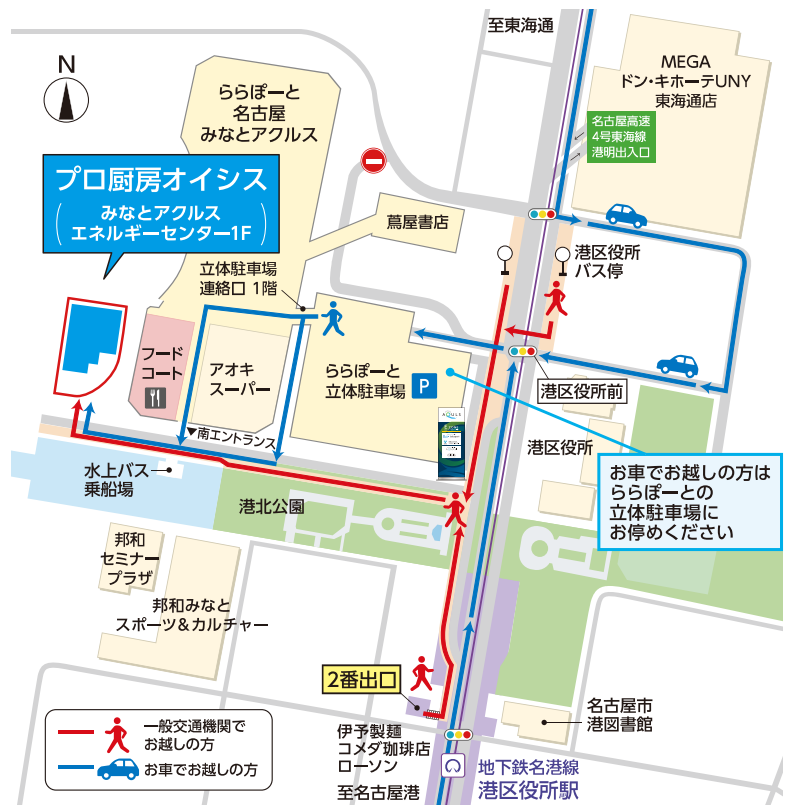 至東海通
MEGA
ドン・キホーテUNY
東海通店
名古屋高速
4号東海線
港明出入口
N
ららぽーと
名古屋
みなとアクルス
プロ厨房オイシス
(みなとアクルス
エネルギーセンター1F)
蔦屋書店
港区役所
バス停
立体駐車場
連絡口 1階
フード
コート
アオキ
スーパー
ららぽーと
立体駐車場
P
港区役所前
AQULS
▼南エントランス
港区役所
お車でお越しの方は
ららぽーとの
立体駐車場に
お停めください
水上バス
乗船場
港北公園
邦和
セミナー
プラザ
邦和みなと
スポーツ&カルチャー
2番出口
名古屋市
港図書館
伊予製麺
コメダ珈琲店
ローソン
至名古屋港
地下鉄名港線
港区役所駅
一般交通機関で
お越しの方
お車でお越しの方